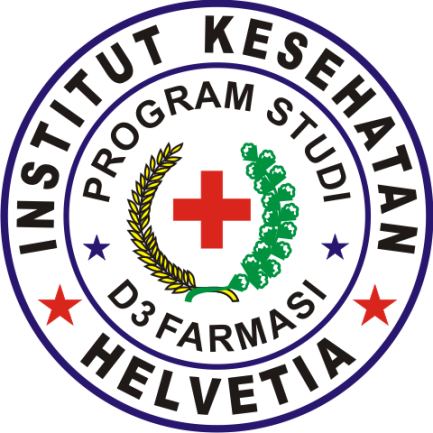 INSTITUT KESEHATAN
HELVETIA
PROGRAM STUDI
D3 FARMASI